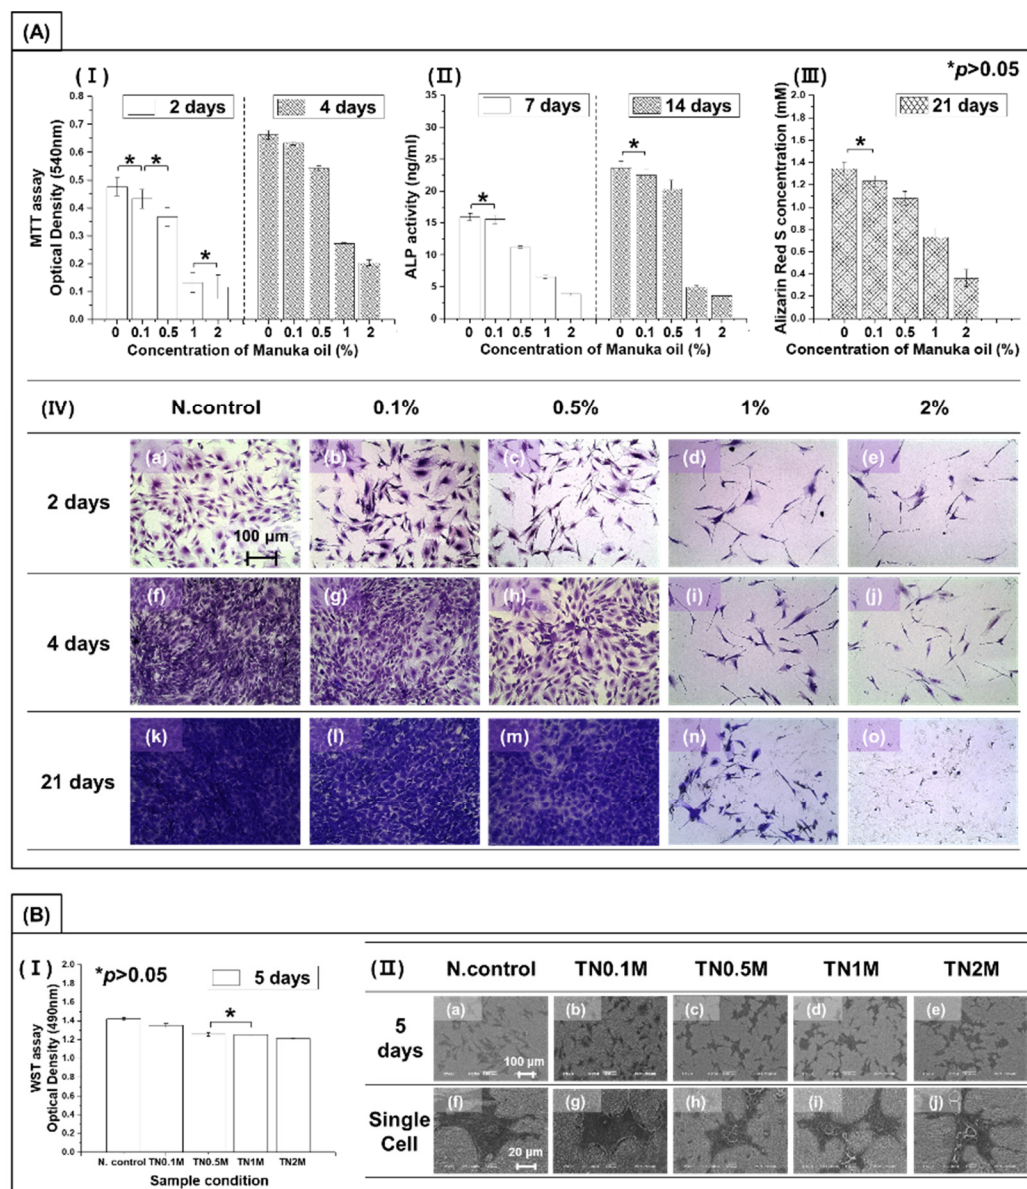 (A)
(I)
2 days
4 days
MTT assay
Optical Density (540nm)
0.8
0.7
0.6
0.5
0.4
0.3
0.2
0.1
0.0
* * *
0 0.1 0.5 1 2 0 0.1 0.5 1 2
Concentration of Manuka oil (%)
(II)
7 days
14 days
ALP activity (ng/ml)
35
30
25
20
15
10
5
0
* *
0 0.1 0.5 1 2 0 0.1 0.5 1 2
Concentration of Manuka oil (%)
(III)
*p>0.05
21 days
Alizarin Red S concentration (mM)
2.0
1.8
1.6
1.4
1.2
1.0
0.8
0.6
0.4
0.2
0.0
*
0 0.1 0.5 1 2
Concentration of Manuka oil (%)
(IV) N.control 0.1% 0.5% 1% 2%
2 days
(a) (b) (c) (d) (e)
100 μm
4 days
(f) (g) (h) (i) (j)
21 days
(k) (l) (m) (n) (o)
(B)
(I)
*p>0.05
5 days
WST assay
Optical Density (490nm)
2.0
1.8
1.6
1.4
1.2
1.0
0.8
0.6
0.4
0.2
0.0
*
N. control TN0.1M TN0.5M TN1M TN2M
Sample condition
(II) N.control TN0.1M TN0.5M TN1M TN2M
5
days
(a) (b) (c) (d) (e)
100 μm
Single
Cell
(f) (g) (h) (i) (j)
20 μm